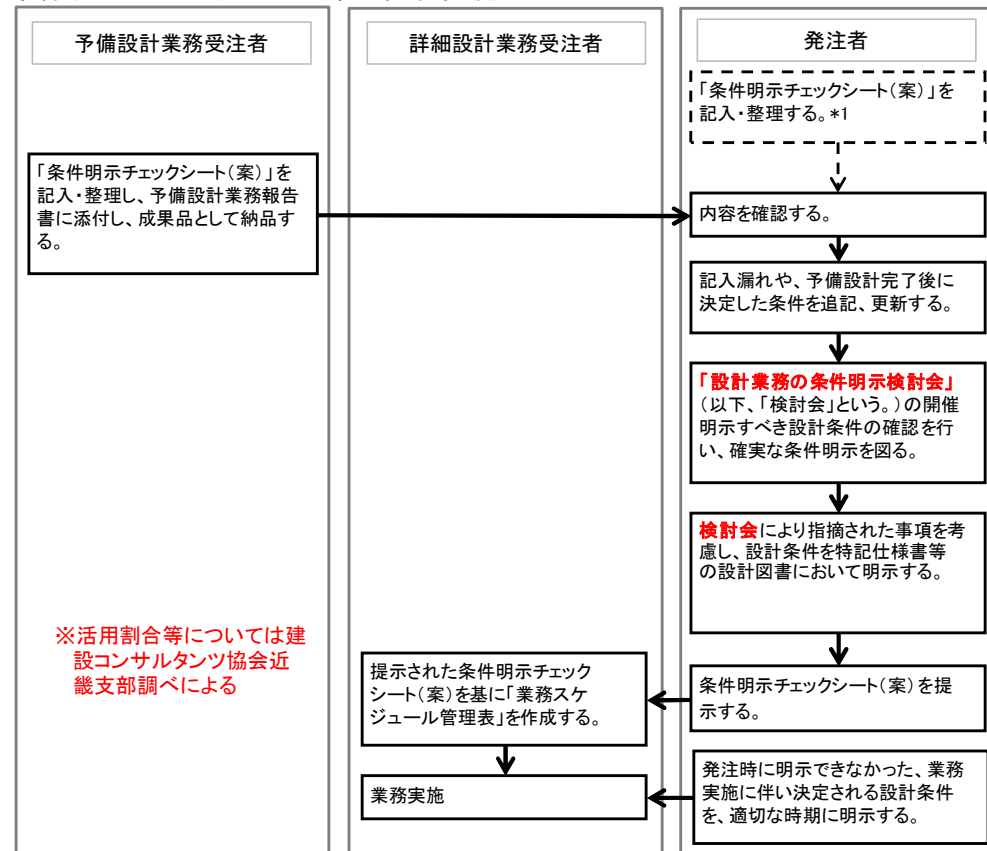 予備設計業務受注者
「条件明示チェックシート(案)」を
記入・整理し、予備設計業務報告
書に添付し、成果品として納品す
る。
※活用割合等については建
設コンサルタンツ協会近
畿支部調べによる
詳細設計業務受注者
提示された条件明示チェック
シート(案)を基に「業務スケ
ジュール管理表」を作成する。
業務実施
発注者
「条件明示チェックシート(案)」を
記入・整理する。*1
内容を確認する。
記入漏れや、予備設計完了後に
決定した条件を追記、更新する。
「設計業務の条件明示検討会」
(以下、「検討会」という。)の開催
明示すべき設計条件の確認を行
い、確実な条件明示を図る。
検討会により指摘された事項を考
慮し、設計条件を特記仕様書等
の設計図書において明示する。
条件明示チェックシート(案)を提
示する。
発注時に明示できなかった、業務
実施に伴い決定される設計条件
を、適切な時期に明示する。